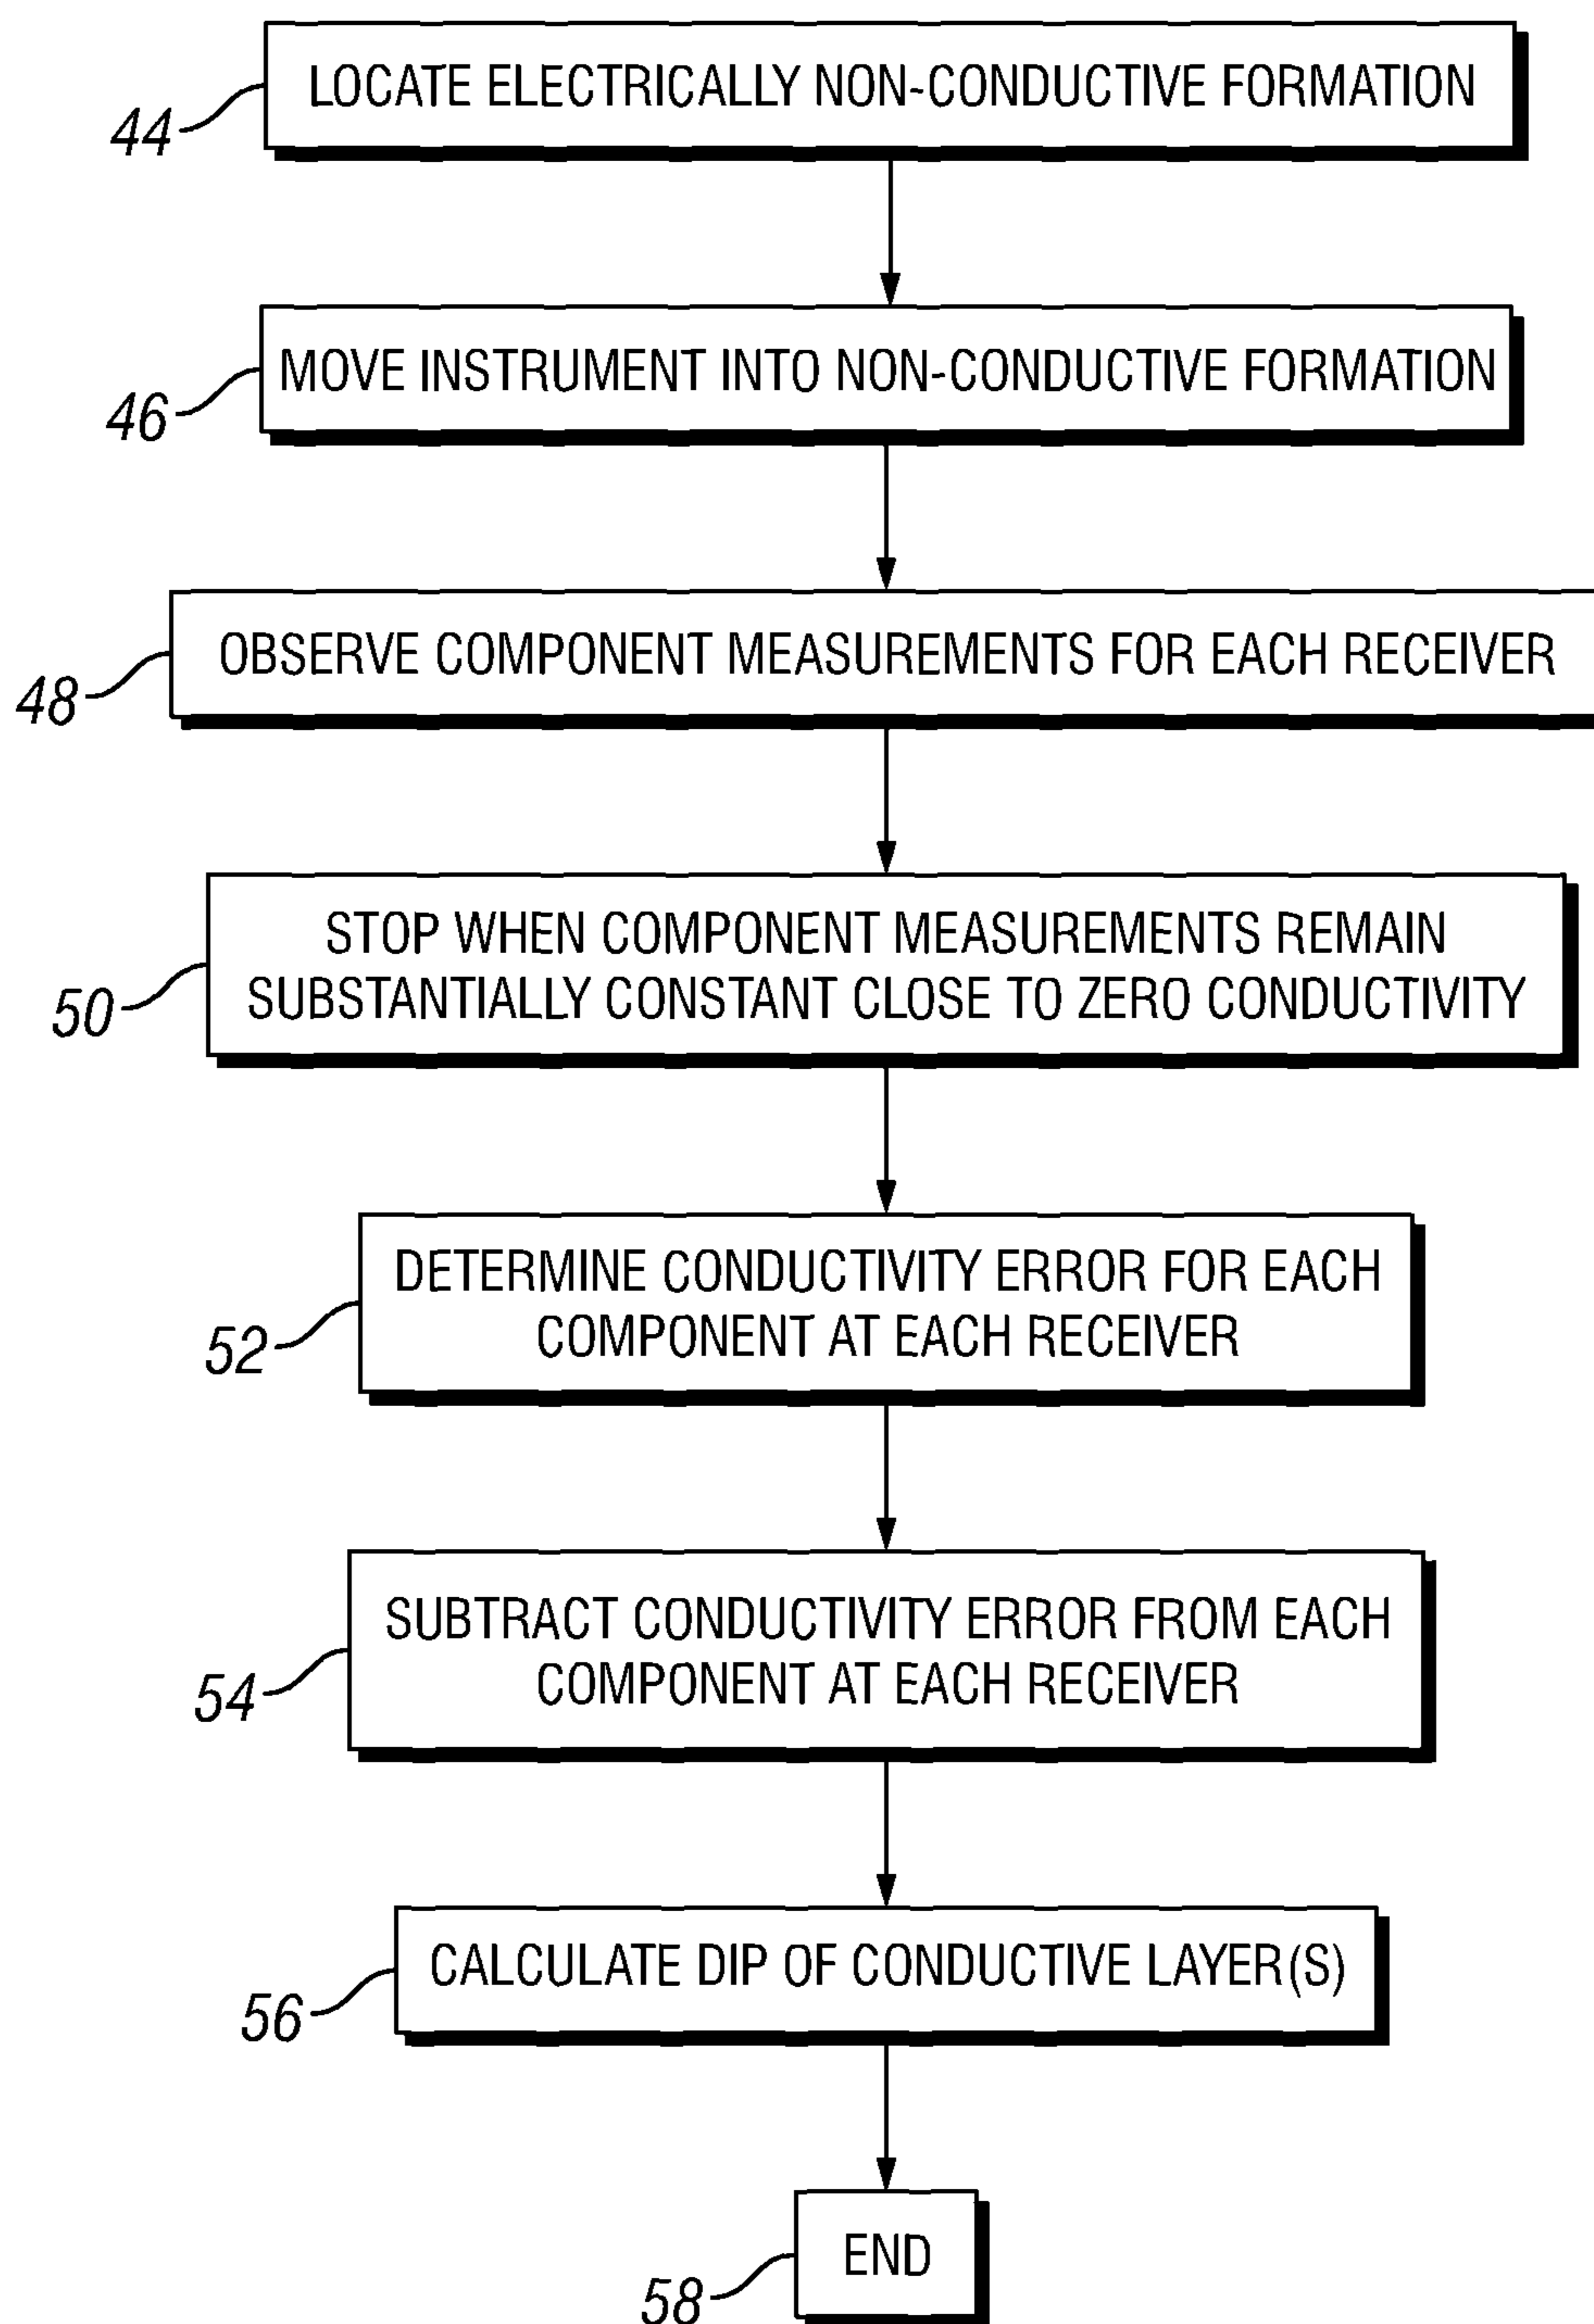 LOCATE ELECTRICALLY NON-CONDUCTIVE FORMATION
44
MOVE INSTRUMENT INTO NON-CONDUCTIVE FORMATION
46
OBSERVE COMPONENT MEASUREMENTS FOR EACH RECEIVER
48
STOP WHEN COMPONENT MEASUREMENTS REMAIN
SUBSTANTIALLY CONSTANT CLOSE TO ZERO CONDUCTIVITY
50
DETERMINE CONDUCTIVITY ERROR FOR EACH
COMPONENT AT EACH RECEIVER
52
SUBTRACT CONDUCTIVITY ERROR FROM EACH
COMPONENT AT EACH RECEIVER
54
CALCULATE DIP OF CONDUCTIVE LAYER(S)
56
END
58